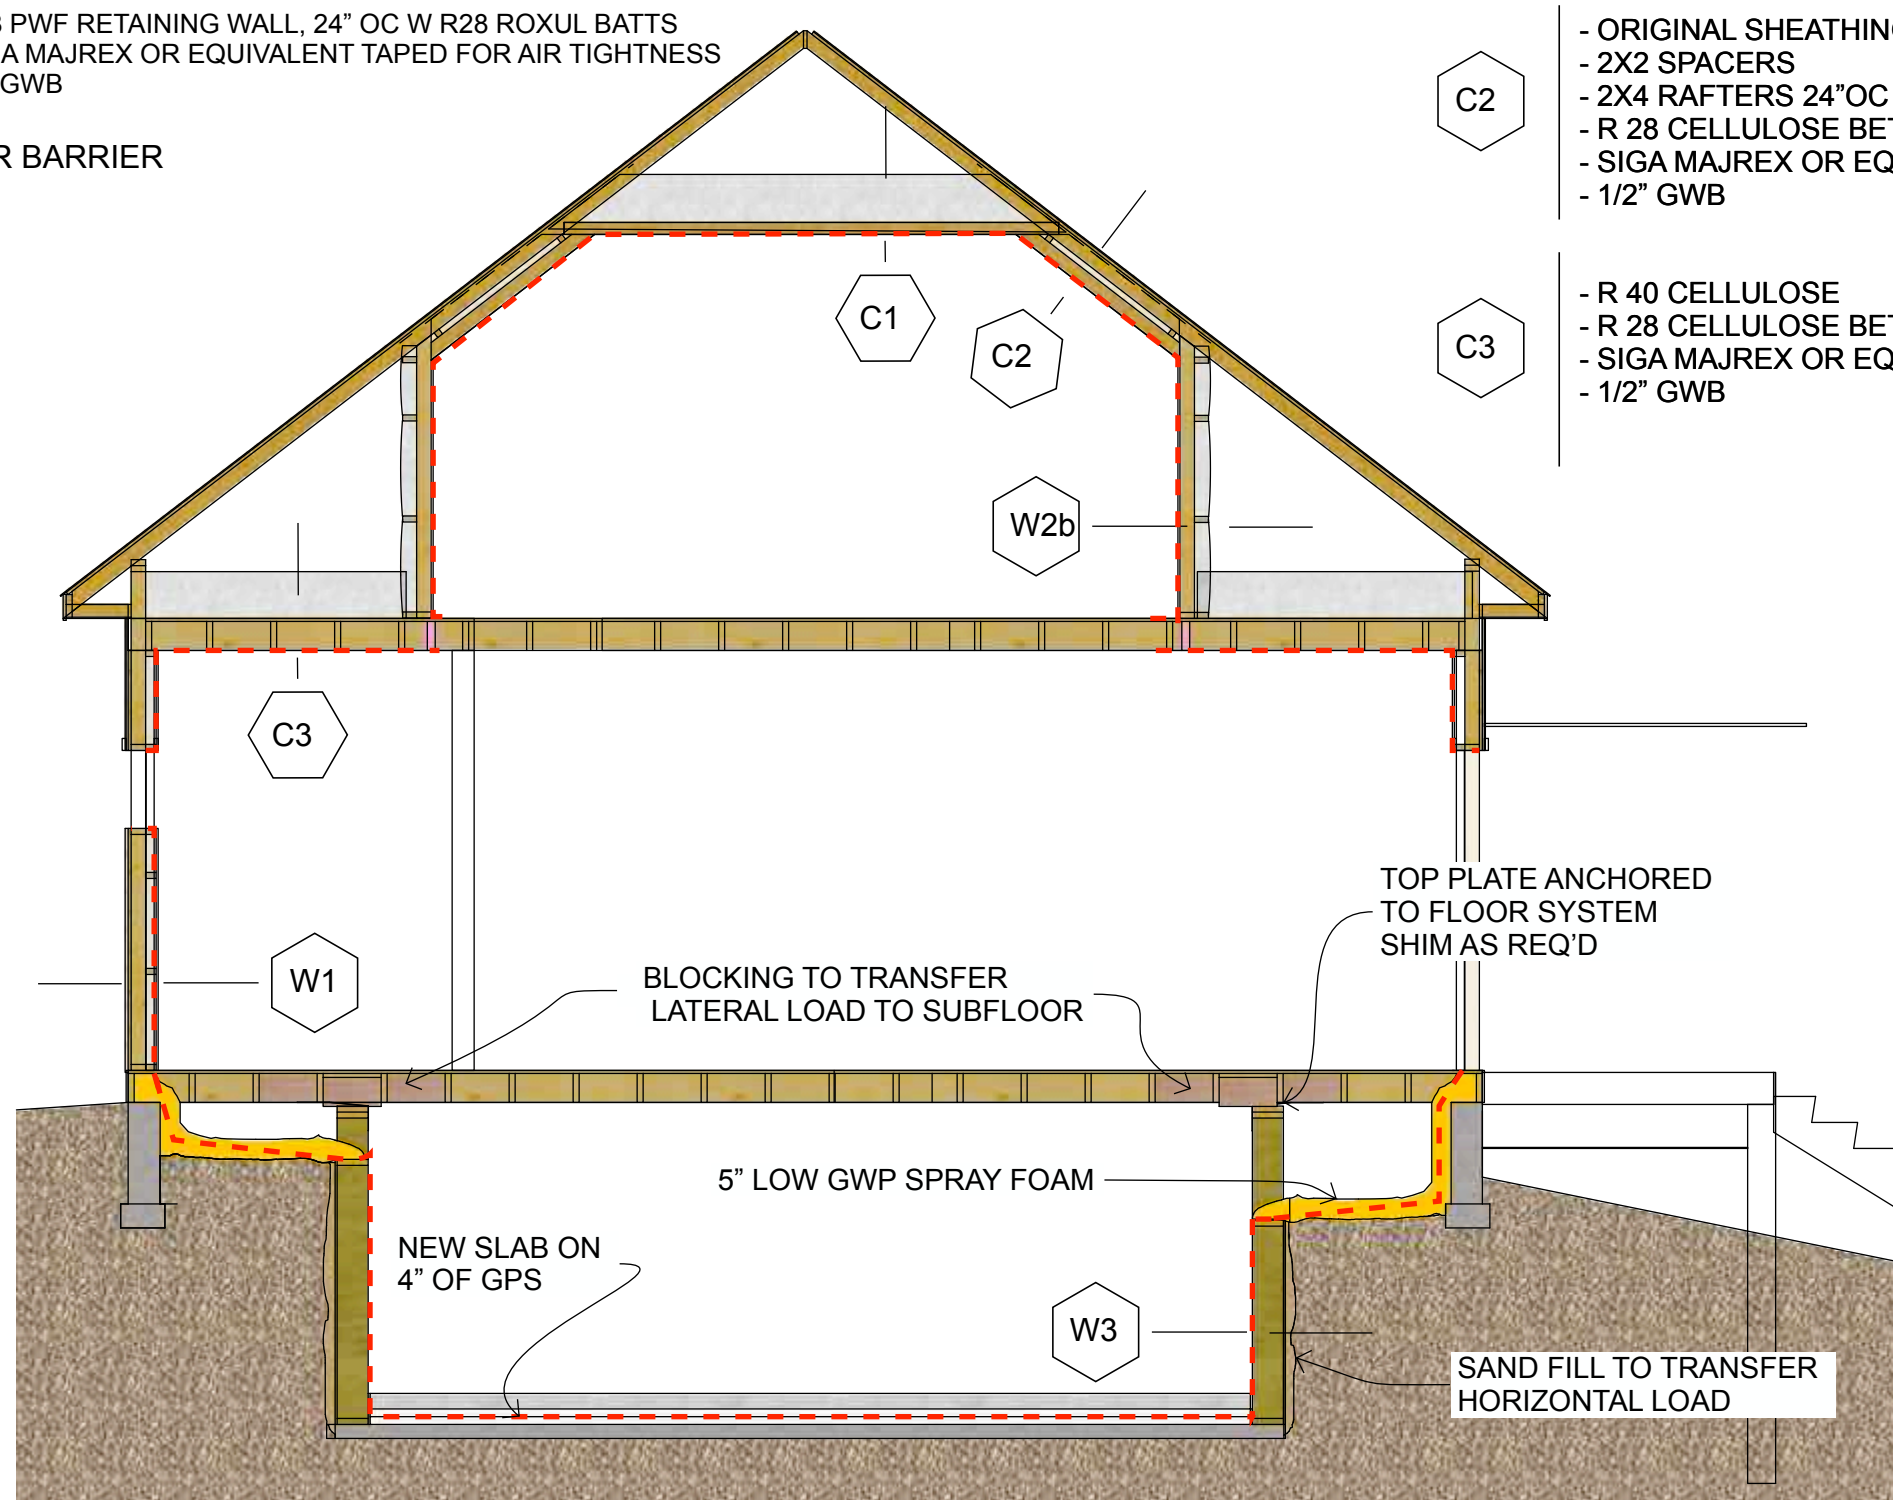 PWF RETAINING WALL, 24” OC W R28 ROXUL BATTS
A MAJREX OR EQUIVALENT TAPED FOR AIR TIGHTNESS
GWB
R BARRIER
C2
- ORIGINAL SHEATHING
- 2X2 SPACERS
- 2X4 RAFTERS 24”OC
- R 28 CELLULOSE BET
- SIGA MAJREX OR EQ
- 1/2” GWB
C3
- R 40 CELLULOSE
- R 28 CELLULOSE BET
- SIGA MAJREX OR EQ
- 1/2” GWB
C1
C2
W2b
C3
TOP PLATE ANCHORED
TO FLOOR SYSTEM
SHIM AS REQ’D
W1
BLOCKING TO TRANSFER
LATERAL LOAD TO SUBFLOOR
5” LOW GWP SPRAY FOAM
NEW SLAB ON
4” OF GPS
W3
SAND FILL TO TRANSFER
HORIZONTAL LOAD